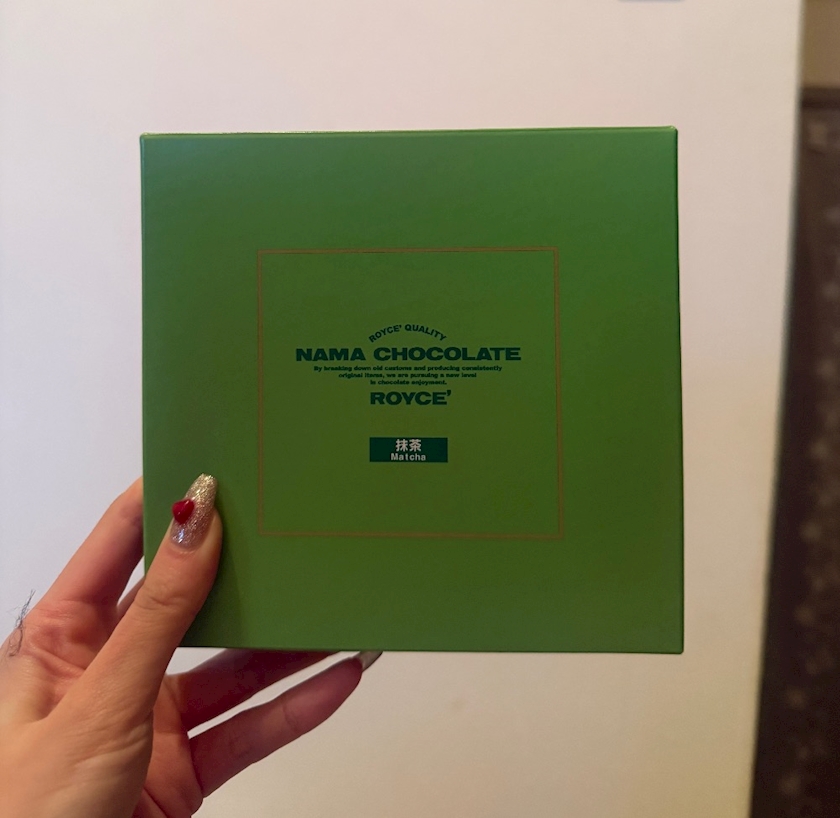 ROYCE' QUALITY
NAMA CHOCOLATE
By breaking down old customs and producing consistently
original items, we are pursuing a new level
in chocolate enjoyment.
ROYCE'
抹茶
Matcha